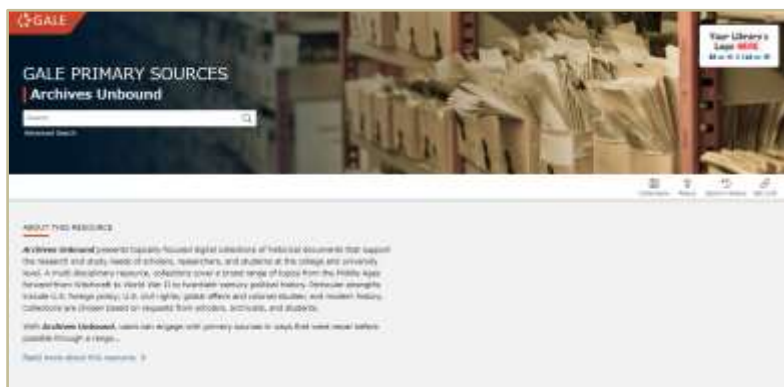 GALE
Your Library's
Logo HERE
GALE PRIMARY SOURCES
Archives Unbound
Search
Advanced Search
ABOUT THIS RESOURCE
Archives Unbound presents topically-focused digital collections of historical documents that support
the research and study needs of scholars, researchers, and students at the college and university
level. A multi disciplinary resource, collections cover a broad range of topics from the Middle Ages
forward-from Witchcraft to World War II to twentieth-century political history. Particular strengths
include U.S. foreign policy; U.S. civil rights; global affairs and colonial studies; and modern history.
Collections are chosen based on requests from scholars, archivists, and students.
With Archives Unbound, users can engage with primary sources in ways that were never before
possible through a range...
Read more about this resource